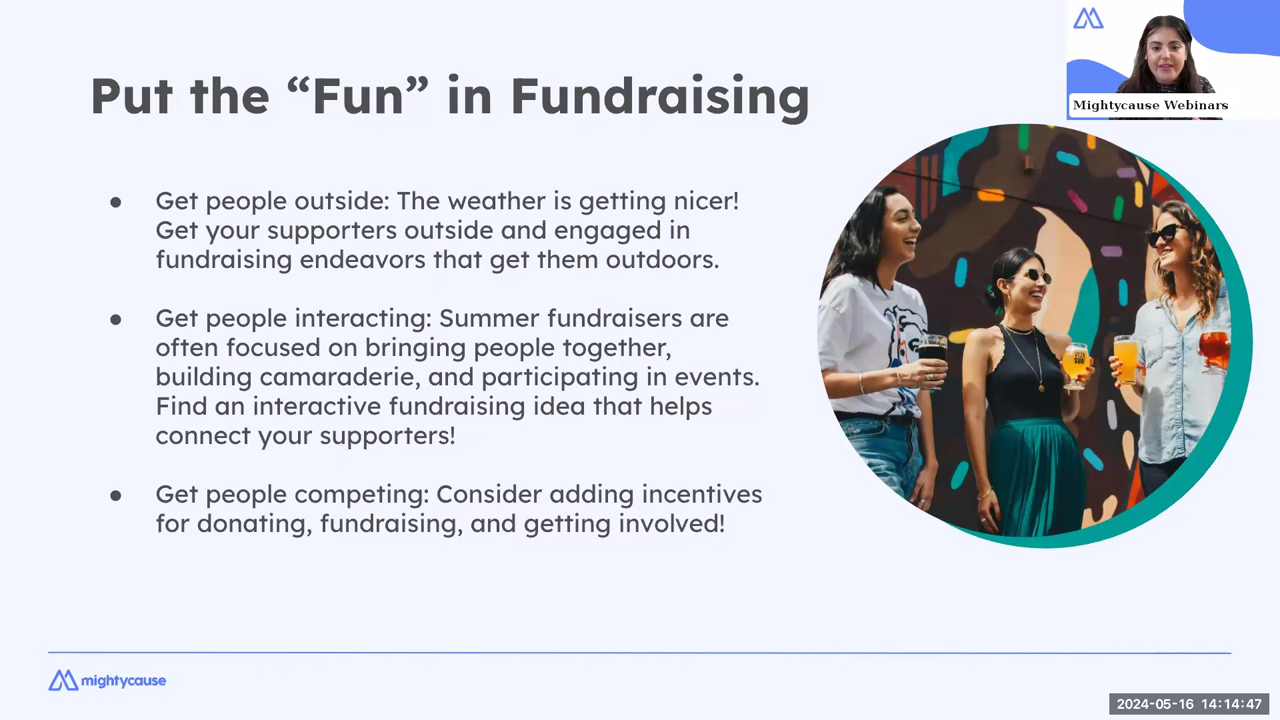 Put the “Fun” in Fundraising
Mightycause Webinars
● Get people outside: The weather is getting nicer!
Get your supporters outside and engaged in
fundraising endeavors that get them outdoors.
● Get people interacting: Summer fundraisers are
often focused on bringing people together,
building camaraderie, and participating in events.
Find an interactive fundraising idea that helps
connect your supporters!
● Get people competing: Consider adding incentives
for donating, fundraising, and getting involved!
mightycause
2024-05-16 14:14:47